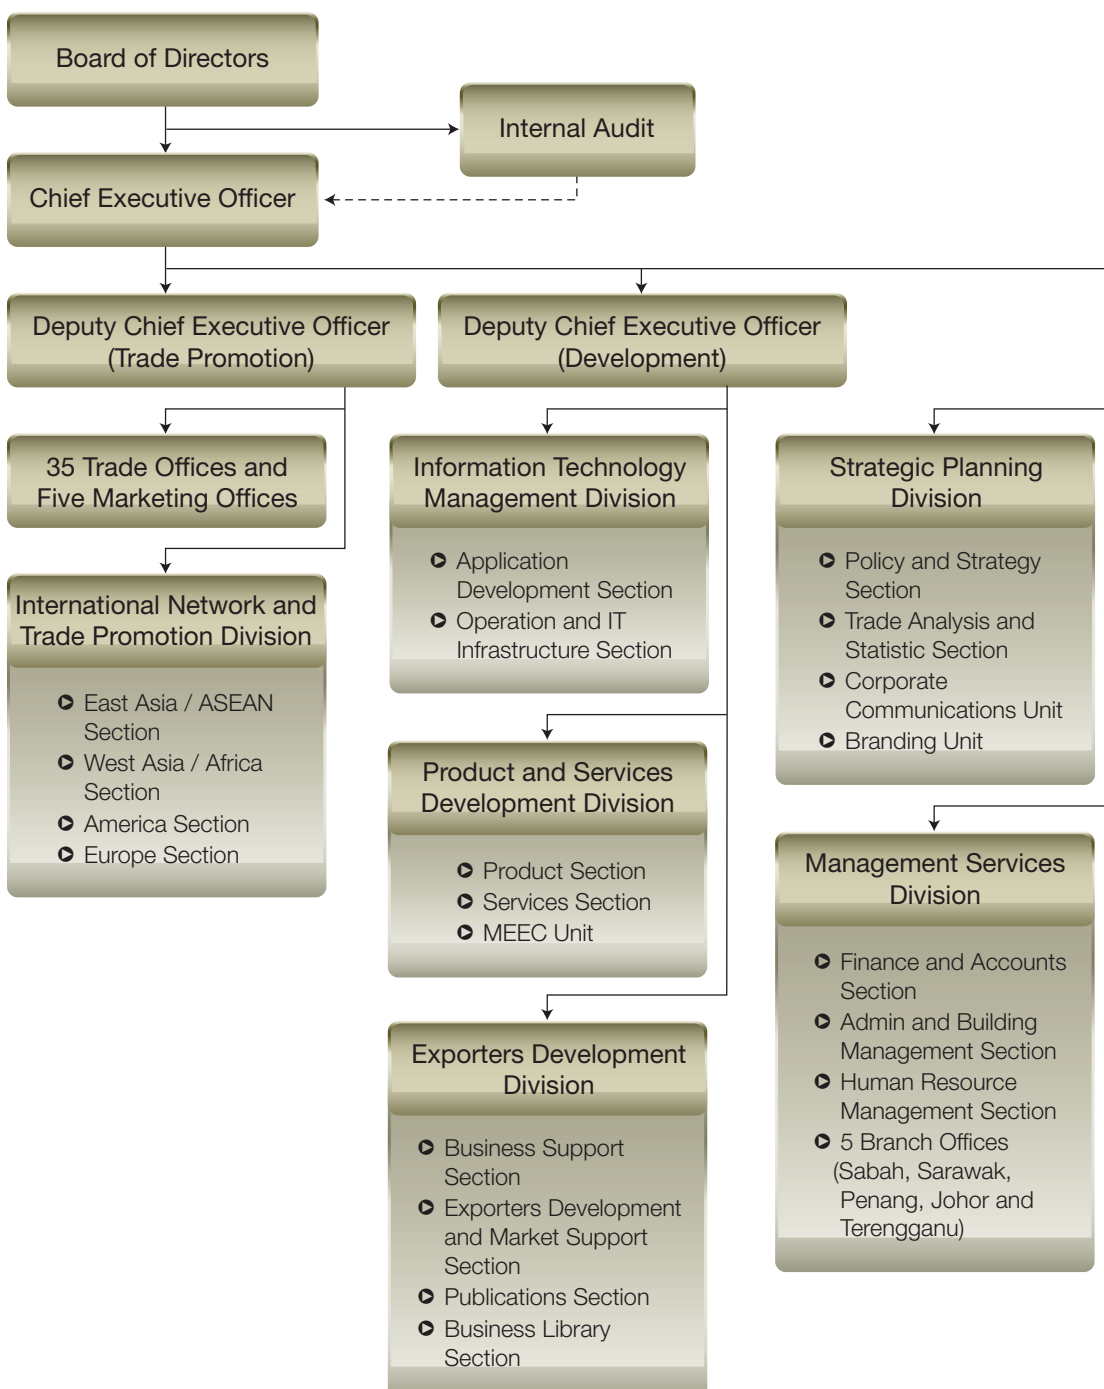 Board of Directors
Internal Audit
Chief Executive Officer
Deputy Chief Executive Officer
(Trade Promotion)
Deputy Chief Executive Officer
(Development)
35 Trade Offices and
Five Marketing Offices
International Network and
Trade Promotion Division
East Asia / ASEAN
Section
West Asia / Africa
Section
America Section
Europe Section
Information Technology
Management Division
Application
Development Section
Operation and IT
Infrastructure Section
Product and Services
Development Division
Product Section
Services Section
MEEC Unit
Exporters Development
Division
Business Support
Section
Exporters Development
and Market Support
Section
Publications Section
Business Library
Section
Strategic Planning
Division
Policy and Strategy
Section
Trade Analysis and
Statistic Section
Corporate
Communications Unit
Branding Unit
Management Services
Division
Finance and Accounts
Section
Admin and Building
Management Section
Human Resource
Management Section
5 Branch Offices
(Sabah, Sarawak,
Penang, Johor and
Terengganu)